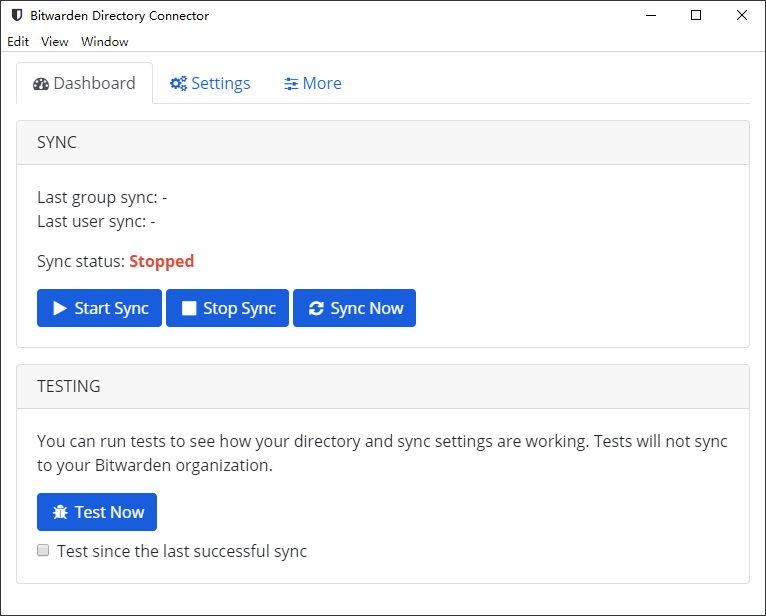 Bitwarden Directory Connector
Edit View Window
Dashboard Settings More
SYNC
Last group sync: -
Last user sync: -
Sync status: Stopped
Start Sync Stop Sync Sync Now
TESTING
You can run tests to see how your directory and sync settings are working. Tests will not sync
to your Bitwarden organization.
Test Now
Test since the last successful sync